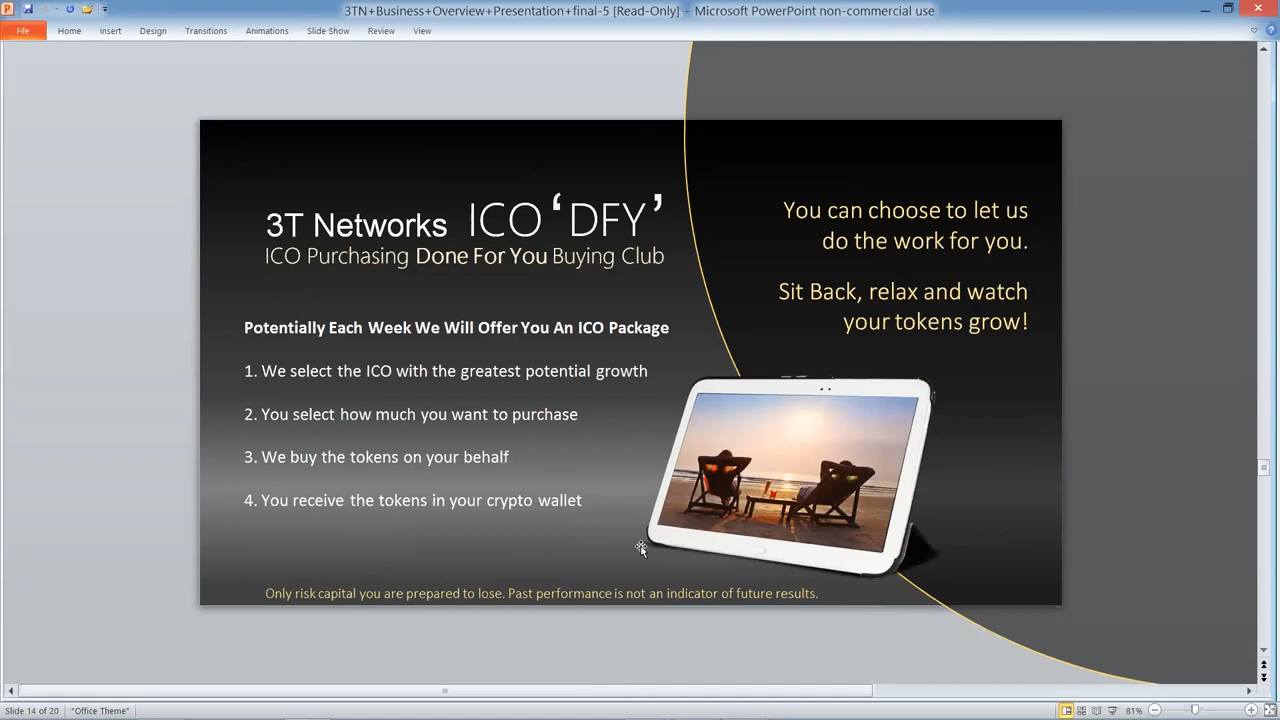 3TN+Business+Overview+Presentation+final-5 [Read-Only] – Microsoft PowerPoint non-commercial use
File Home Insert Design Transitions Animations Slide Show Review View
3T Networks ICO ‘DFY’
ICO Purchasing Done For You Buying Club
Potentially Each Week We Will Offer You An ICO Package
1. We select the ICO with the greatest potential growth
2. You select how much you want to purchase
3. We buy the tokens on your behalf
4. You receive the tokens in your crypto wallet
You can choose to let us
do the work for you.
Sit Back, relax and watch
your tokens grow!
Only risk capital you are prepared to lose. Past performance is not an indicator of future results.
Slide 14 of 20 "Office Theme" 81%